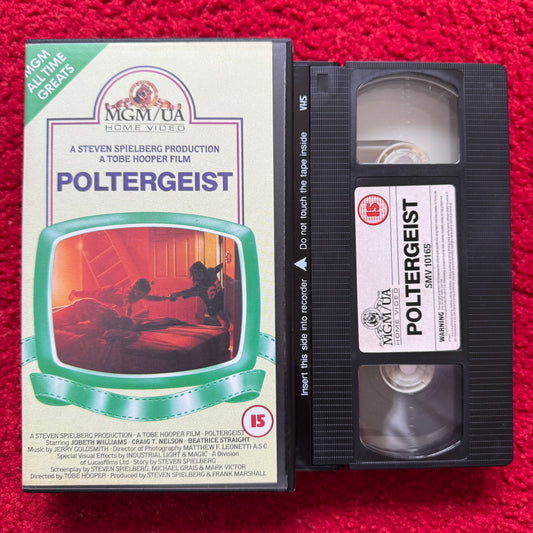 MGM
ALL TIME
GREATS
MGM/UA
HOME VIDEO
A STEVEN SPIELBERG PRODUCTION
A TOBE HOOPER FILM
POLTERGEIST
15
A STEVEN SPIELBERG PRODUCTION · A TOBE HOOPER FILM · POLTERGEIST
Starring JOBETH WILLIAMS · CRAIG T. NELSON · BEATRICE STRAIGHT
Music by JERRY GOLDSMITH · Director of Photography MATTHEW F. LEONETTI A.S.C.
Special Visual Effects by INDUSTRIAL LIGHT & MAGIC · A Division
of Lucasfilms Ltd · Story by STEVEN SPIELBERG
Screenplay by STEVEN SPIELBERG, MICHAEL GRAIS & MARK VICTOR
Directed by TOBE HOOPER · Produced by STEVEN SPIELBERG & FRANK MARSHALL
VHS
Do not touch the tape inside
Insert this side into recorder
15
MGM/UA
HOME VIDEO
POLTERGEIST
SMV 10165
WARNING